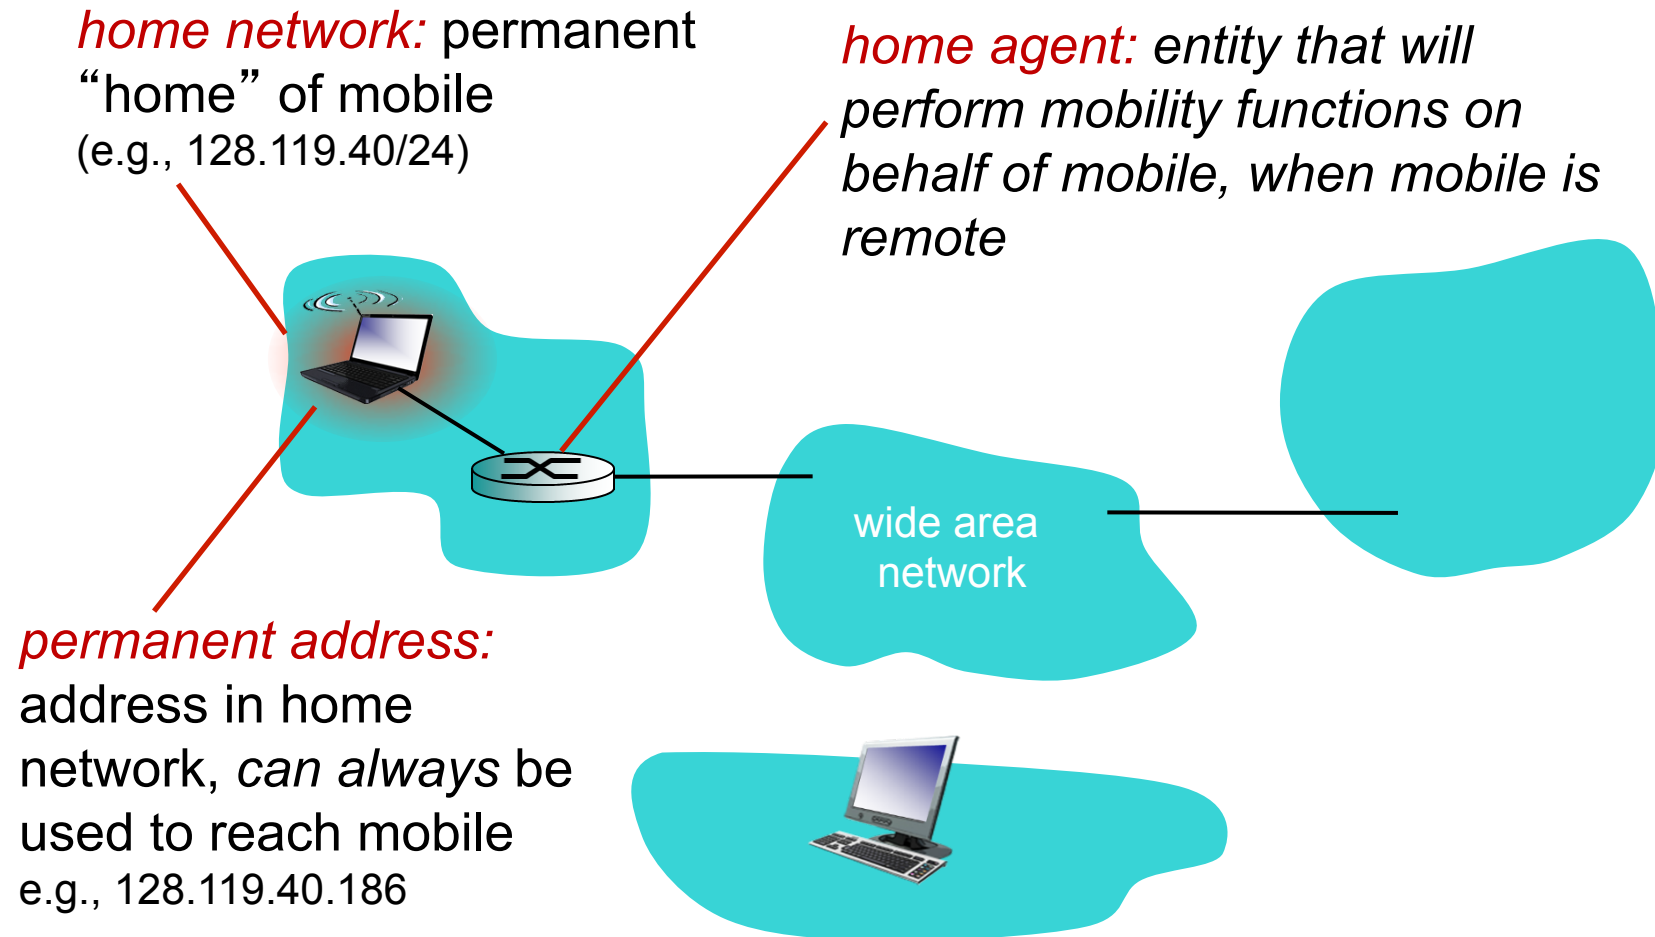 home network: permanent
“home” of mobile
(e.g., 128.119.40/24)
home agent: entity that will
perform mobility functions on
behalf of mobile, when mobile is
remote
wide area
network
permanent address:
address in home
network, can always be
used to reach mobile
e.g., 128.119.40.186